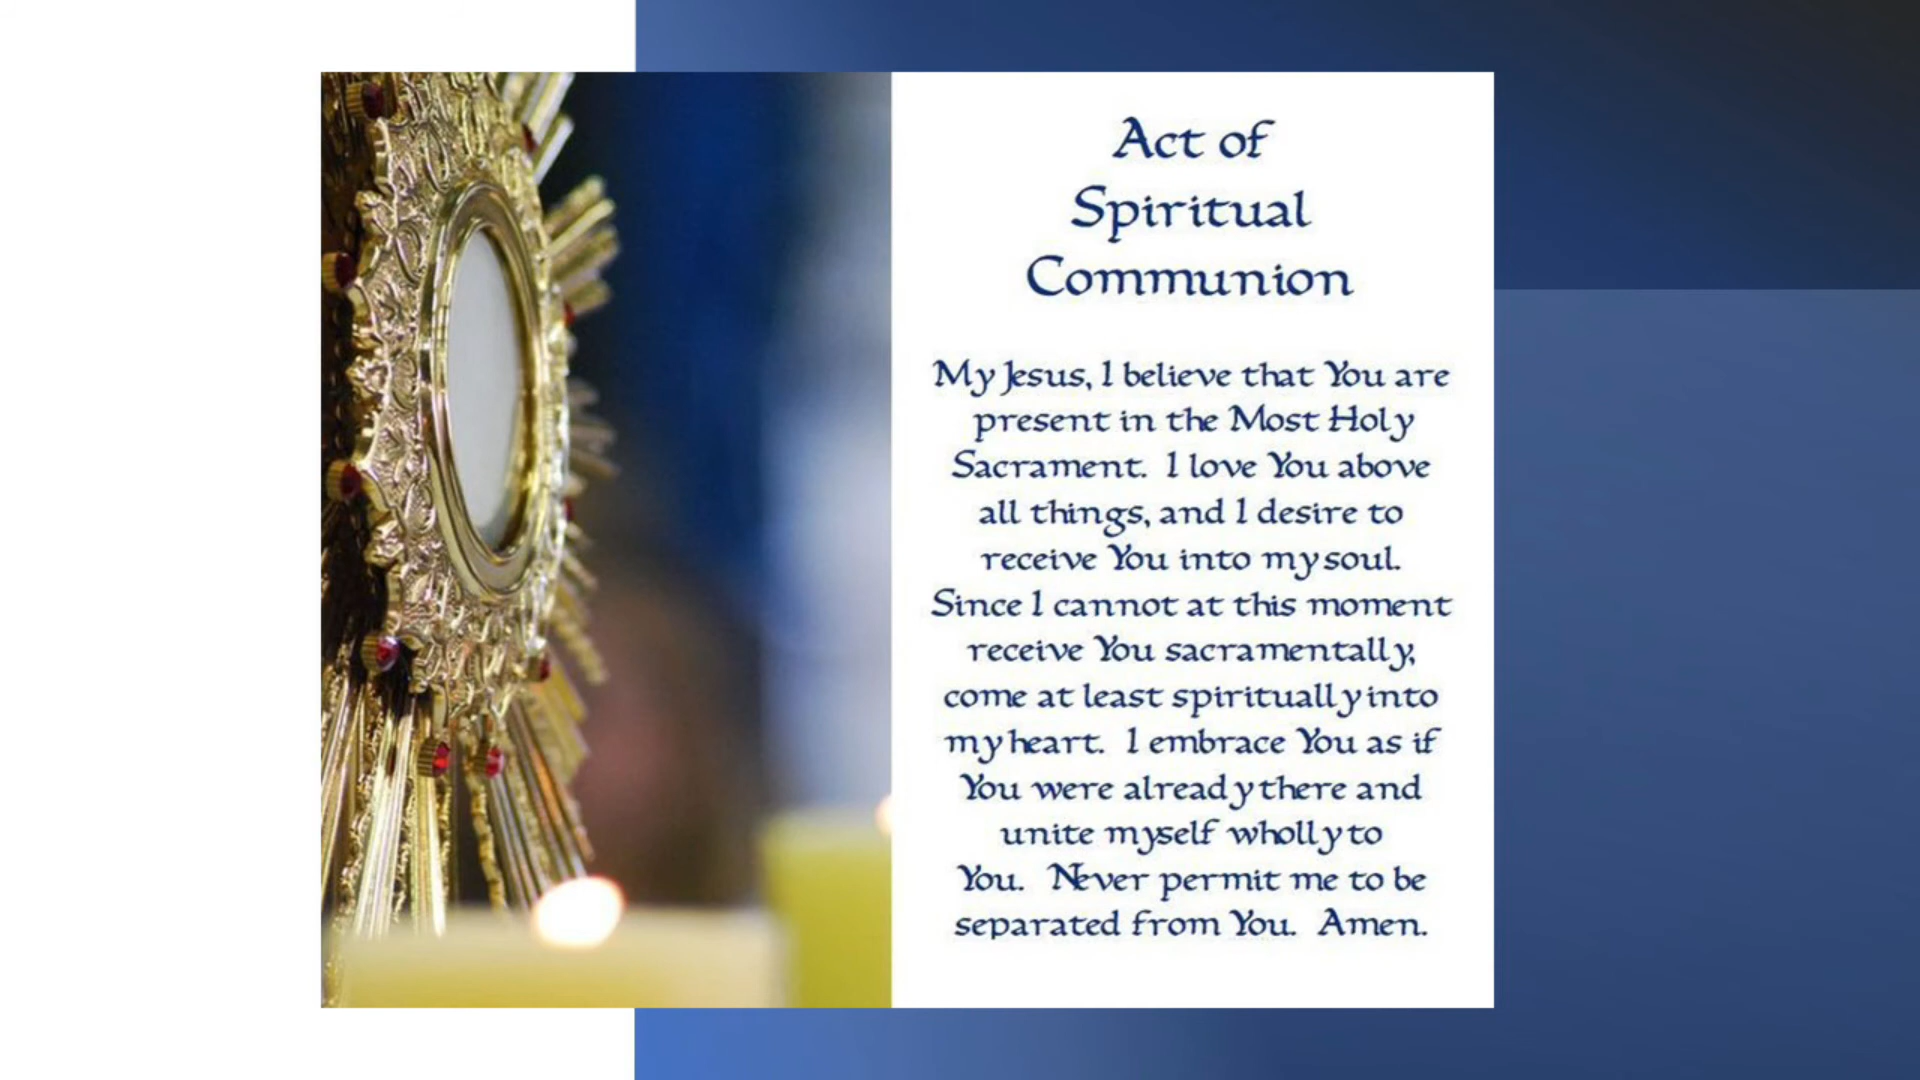 Act of
Spiritual
Communion
My Jesus, I believe that You are
present in the Most Holy
Sacrament. I love You above
all things, and I desire to
receive You into my soul.
Since I cannot at this moment
receive You sacramentally,
come at least spiritually into
my heart. I embrace You as if
You were already there and
unite myself wholly to
You. Never permit me to be
separated from You. Amen.